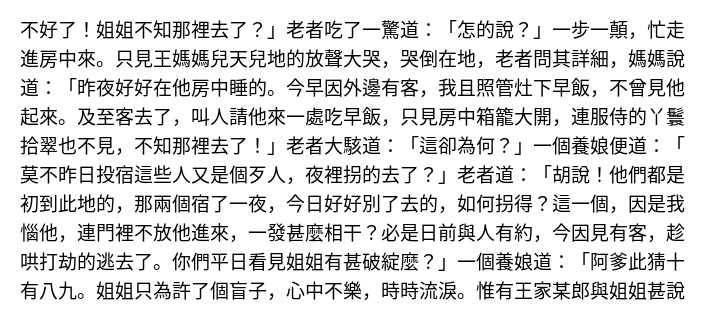 不好了！姐姐不知那裡去了？」老者吃了一驚道：「怎的說？」一步一顛，忙走
進房中來。只見王媽媽兒天兒地的放聲大哭，哭倒在地，老者問其詳細，媽媽說
道：「昨夜好好在他房中睡的。今早因外邊有客，我且照管灶下早飯，不曾見他
起來。及至客去了，叫人請他來一處吃早飯，只見房中箱籠大開，連服侍的丫鬟
拾翠也不見，不知那裡去了！」老者大駭道：「這卻為何？」一個養娘便道：「
莫不昨日投宿這些人又是個歹人，夜裡拐的去了？」老者道：「胡說！他們都是
初到此地的，那兩個宿了一夜，今日好好別了去的，如何拐得？這一個，因是我
惱他，連門裡不放他進來，一發甚麼相干？必是日前與人有約，今因見有客，趁
哄打劫的逃去了。你們平日看見姐姐有甚破綻麼？」一個養娘道：「阿爹此猜十
有八九。姐姐只為許了個盲子，心中不樂，時時流淚。惟有王家某郎與姐姐甚說